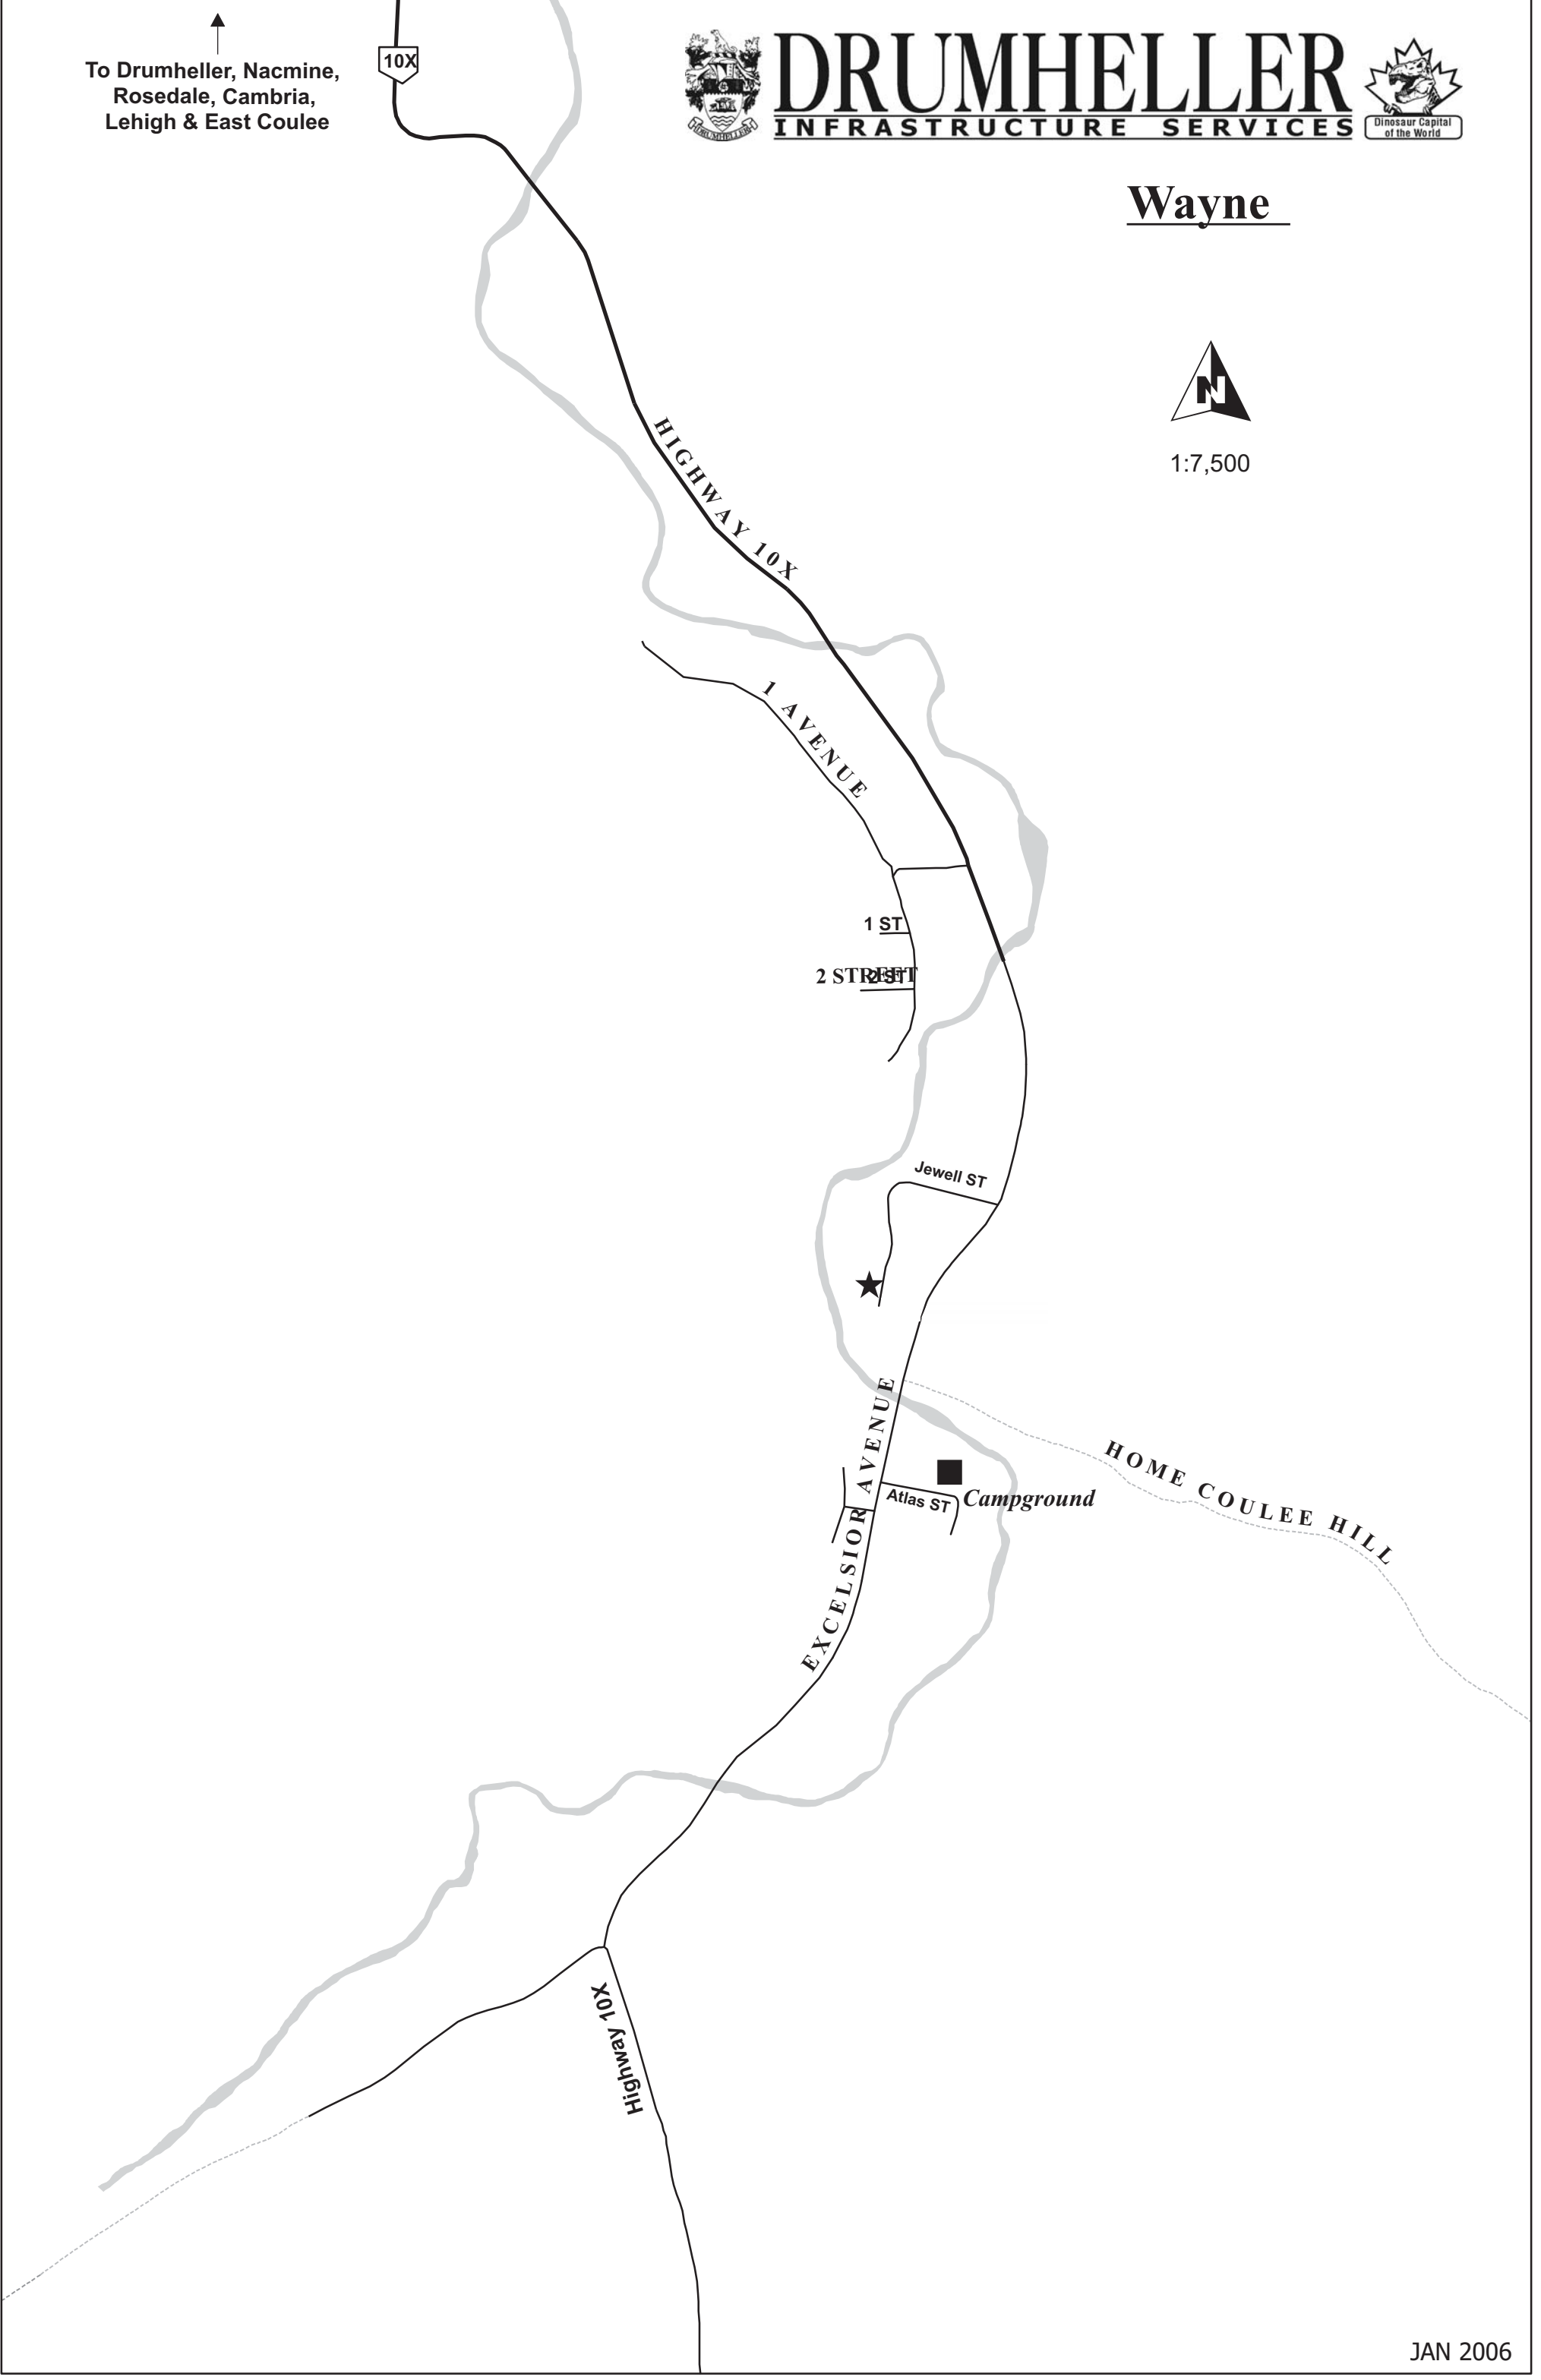 To Drumheller, Nacmine,
Rosedale, Cambria,
Lehigh & East Coulee
10X
DRUMHELLER
DRUMHELLER
INFRASTRUCTURE SERVICES
Dinosaur Capital
of the World
Wayne
N
1:7,500
HIGHWAY 10X
1 AVENUE
1 ST
2 STREET
2 ST
Jewell ST
EXCELSIOR AVENUE
HOME COULEE HILL
Campground
Atlas ST
Highway 10X
JAN 2006